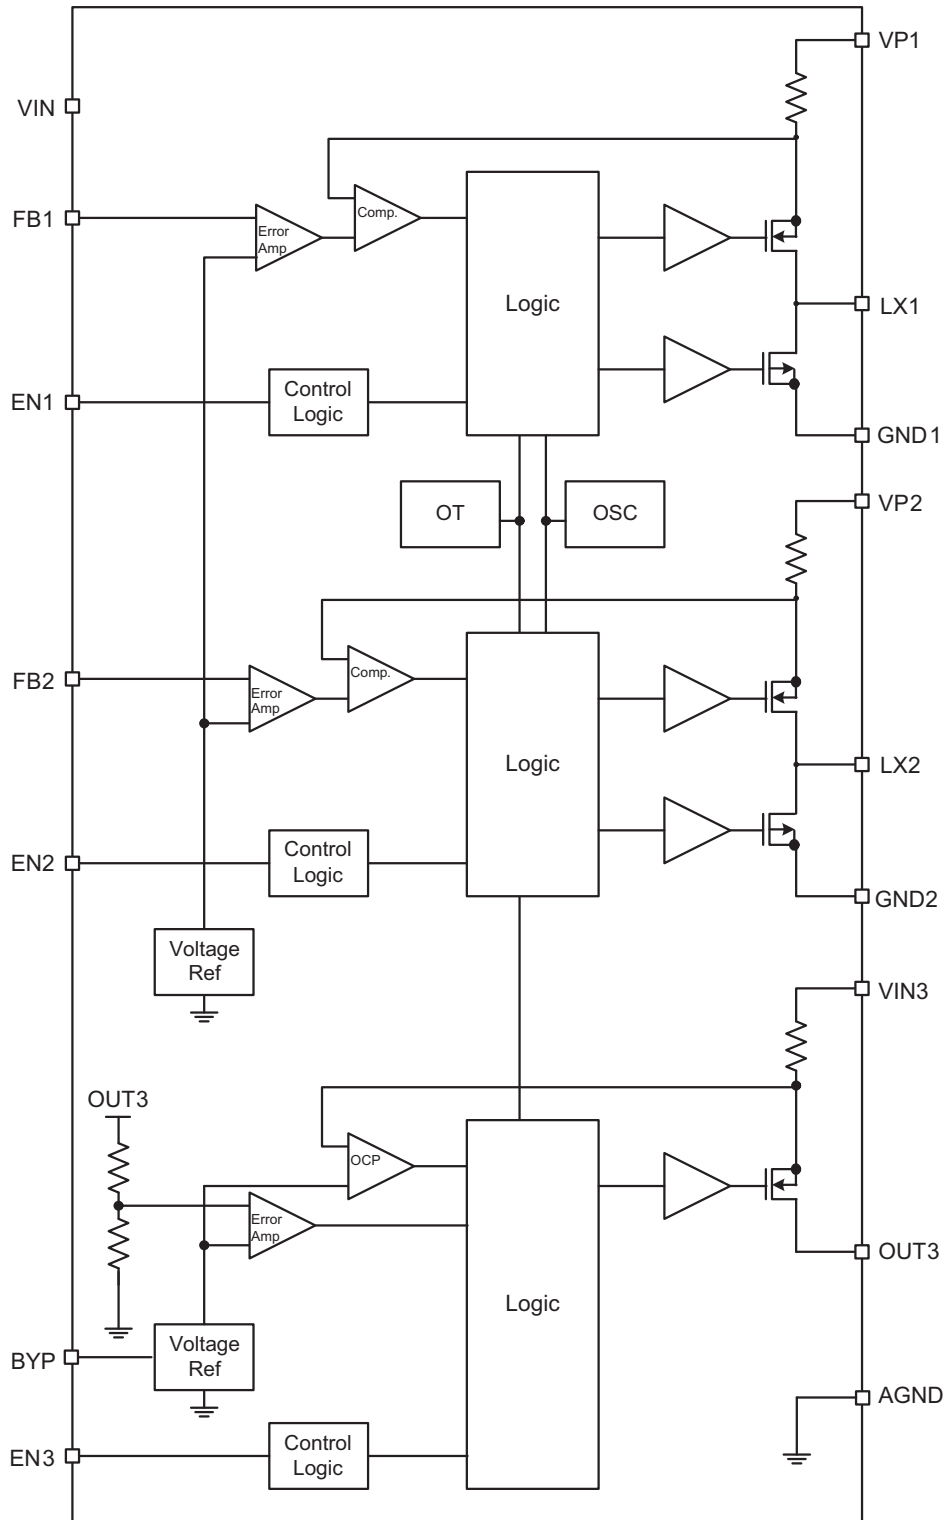 VP1
VIN
Comp.
FB1
Error
Amp
Logic
LX1
Control
Logic
EN1
GND1
VP2
OT
OSC
Comp.
FB2
Error
Amp
Logic
LX2
Control
Logic
EN2
GND2
Voltage
Ref
VIN3
OUT3
OCP
Error
Amp
OUT3
Logic
Voltage
Ref
BYP
AGND
Control
Logic
EN3